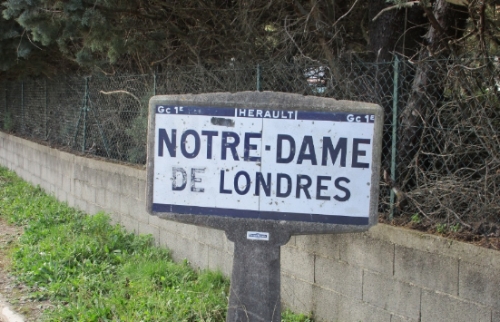 Gc 1E HERAULT Gc 1E
NOTRE-DAME
DE LONDRES